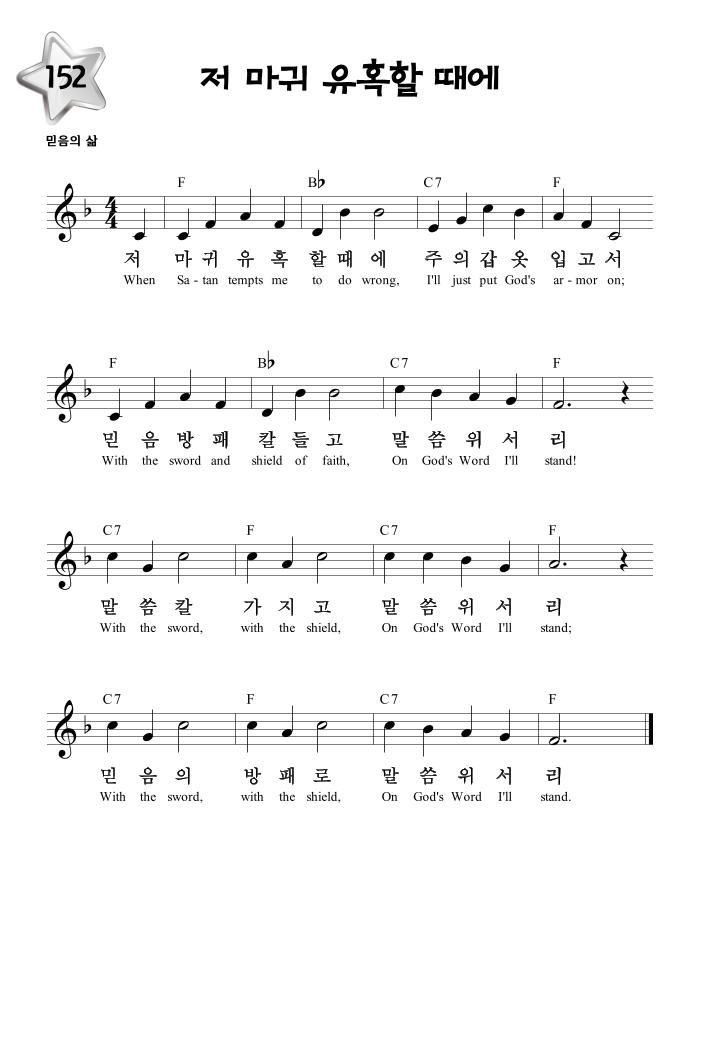 152
저 마귀 유혹할 때에
믿음의 삶
F B♭ C7 F
4
4
저 마 귀 유 혹 할 때 에 주 의 갑 옷 입 고 서
When Sa - tan tempts me to do wrong, I'll just put God's ar - mor on;
F B♭ C7 F
믿 음 방 패 칼 들 고 말 씀 위 서 리
With the sword and shield of faith, On God's Word I'll stand!
C7 F C7 F
말 씀 칼 가 지 고 말 씀 위 서 리
With the sword, with the shield, On God's Word I'll stand;
C7 F C7 F
믿 음 의 방 패 로 말 씀 위 서 리
With the sword, with the shield, On God's Word I'll stand.